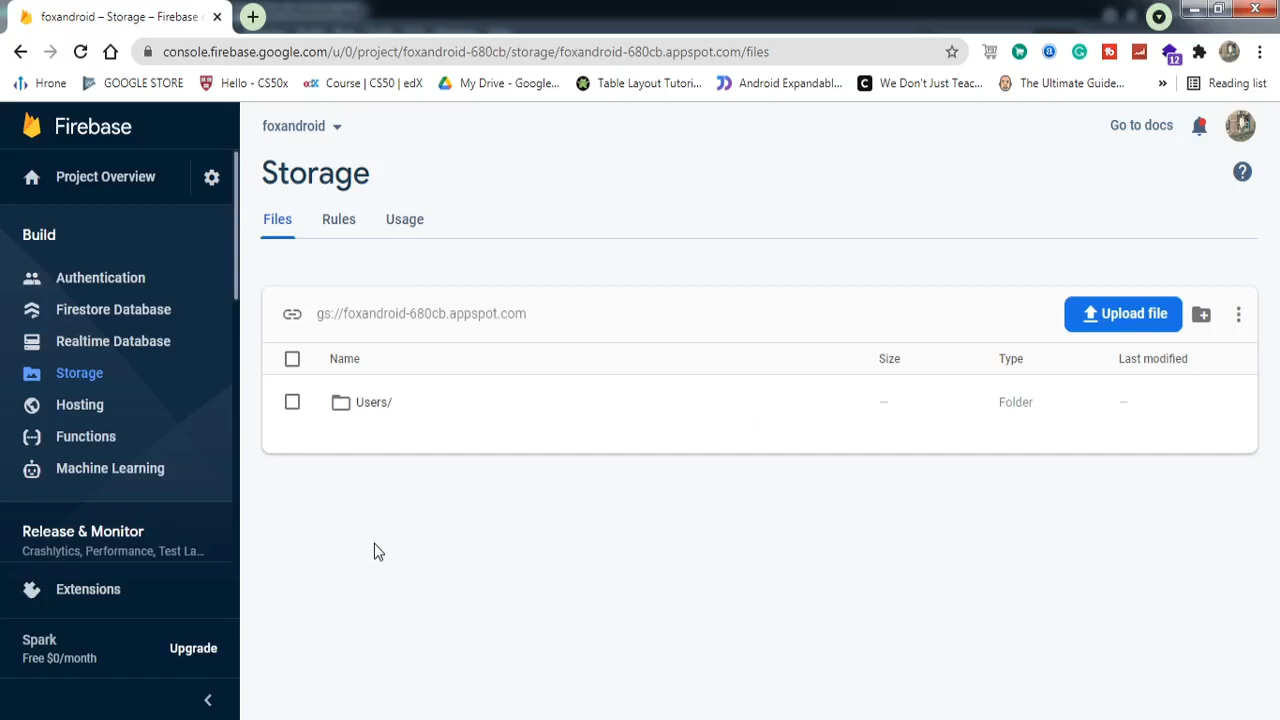 foxandroid – Storage – Firebase
console.firebase.google.com/u/0/project/foxandroid-680cb/storage/foxandroid-680cb.appspot.com/files
12
Hrone
GOOGLE STORE
Hello - CS50x
edX Course | CS50 | edX
My Drive - Google...
Table Layout Tutori...
Android Expandabl...
We Don't Just Teac...
The Ultimate Guide...
»
Reading list
Firebase
foxandroid
Go to docs
Project Overview
Storage
?
Files
Rules
Usage
Build
Authentication
Firestore Database
Realtime Database
Storage
Hosting
Functions
Machine Learning
gs://foxandroid-680cb.appspot.com
Upload file
Name
Size
Type
Last modified
Users/
—
Folder
—
Release & Monitor
Crashlytics, Performance, Test La...
Extensions
Spark
Free $0/month
Upgrade